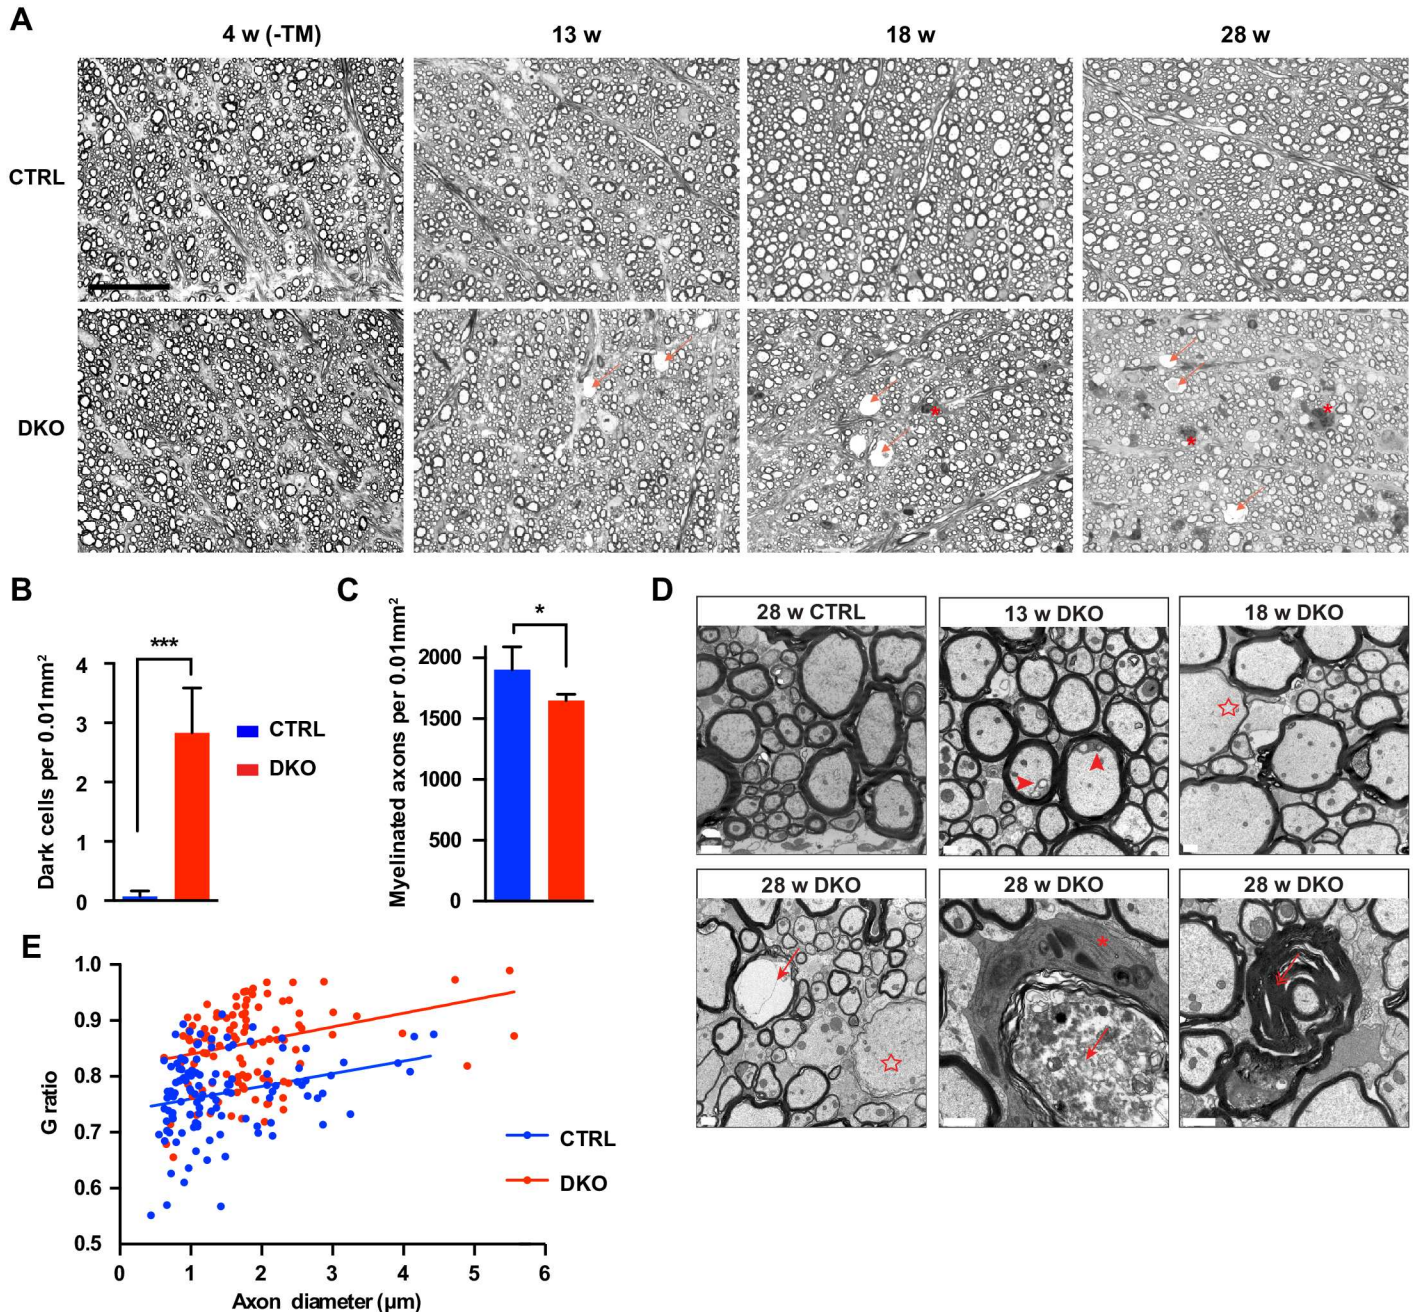 A
4 w (-TM)
13 w
18 w
28 w
CTRL
DKO
*
*
*
B
Dark cells per 0.01mm²
4
3
2
1
0
***
CTRL
DKO
C
Myelinated axons per 0.01mm²
2000
1500
1000
500
0
*
D
28 w CTRL
13 w DKO
18 w DKO
28 w DKO
28 w DKO
28 w DKO
*
E
G ratio
1.0
0.9
0.8
0.7
0.6
0.5
0
1
2
3
4
5
6
Axon diameter (µm)
CTRL
DKO